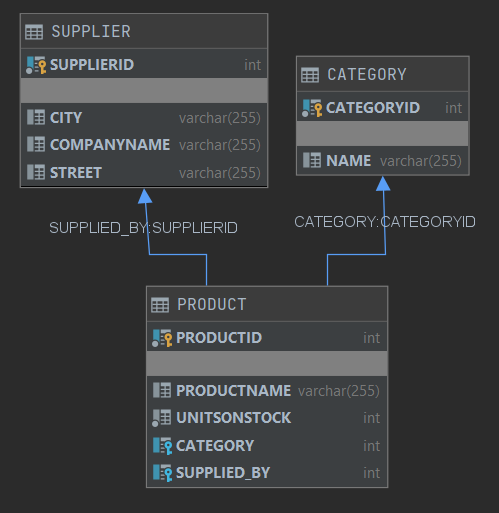 SUPPLIER
SUPPLIERID int
CITY varchar(255)
COMPANYNAME varchar(255)
STREET varchar(255)
CATEGORY
CATEGORYID int
NAME varchar(255)
SUPPLIED_BY:SUPPLIERID
CATEGORY:CATEGORYID
PRODUCT
PRODUCTID int
PRODUCTNAME varchar(255)
UNITSONSTOCK int
CATEGORY int
SUPPLIED_BY int